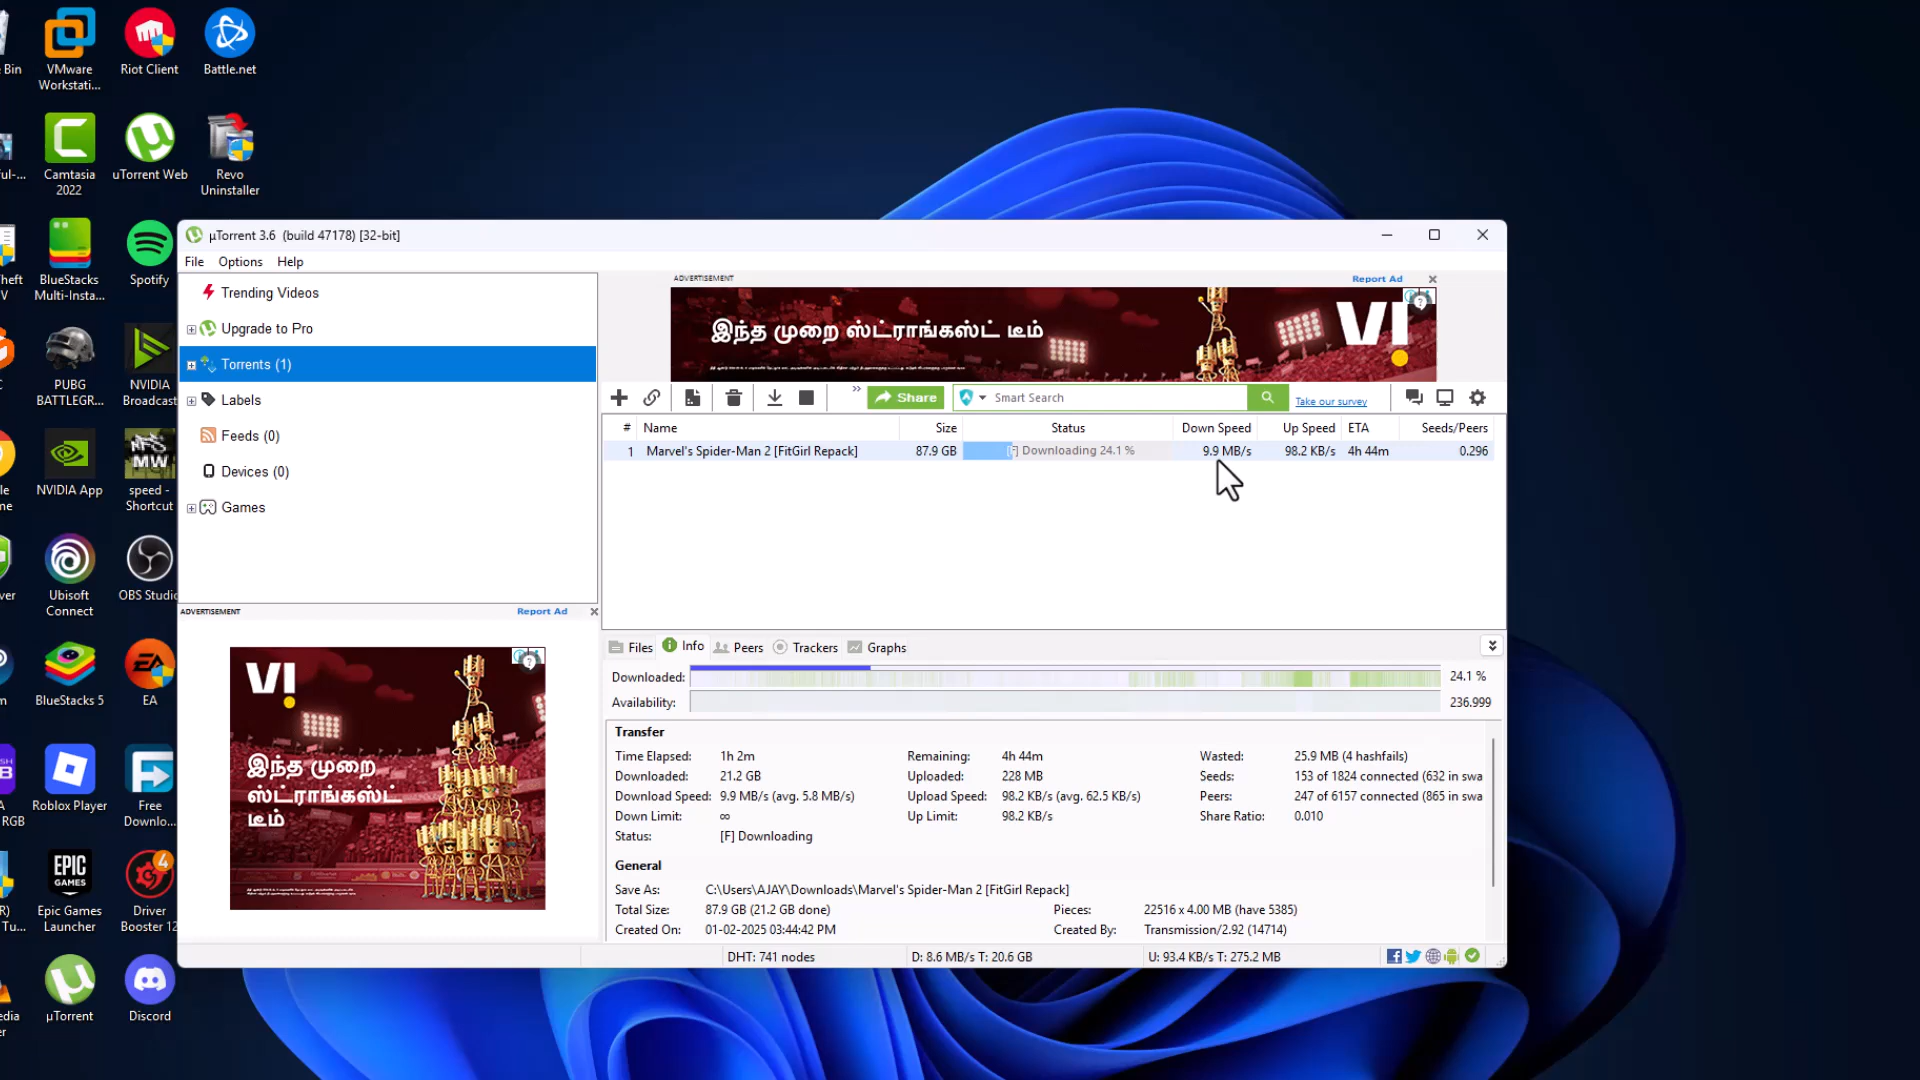 Bin
VMware
Workstati...
Riot Client
Battle.net
ful-...
Camtasia
2022
uTorrent Web
Revo
Uninstaller
heft
V
BlueStacks
Multi-Insta...
Spotify
C
PUBG
BATTLEGR...
NVIDIA
Broadcast
NVIDIA App
speed -
Shortcut
Ubisoft
Connect
OBS Studio
BlueStacks 5
EA
RGB
Roblox Player
Free
Downlo...
R)
Tu...
EPIC
GAMES
Epic Games
Launcher
4
Driver
Booster 12
µTorrent
Discord
µTorrent 3.6 (build 47178) [32-bit]
File Options Help
Trending Videos
Upgrade to Pro
Torrents (1)
Labels
Feeds (0)
Devices (0)
Games
ADVERTISEMENT Report Ad
VI
இந்த முறை
ஸ்ட்ராங்கஸ்ட்
டீம்
ADVERTISEMENT Report Ad
இந்த முறை ஸ்ட்ராங்கஸ்ட் டீம் VI
Share Smart Search Take our survey
# Name Size Status Down Speed Up Speed ETA Seeds/Peers
1 Marvel's Spider-Man 2 [FitGirl Repack] 87.9 GB [F] Downloading 24.1 % 9.9 MB/s 98.2 KB/s 4h 44m 0.296
Files Info Peers Trackers Graphs
Downloaded: 24.1 %
Availability: 236.999
Transfer
Time Elapsed: 1h 2m Remaining: 4h 44m Wasted: 25.9 MB (4 hashfails)
Downloaded: 21.2 GB Uploaded: 228 MB Seeds: 153 of 1824 connected (632 in swa
Download Speed: 9.9 MB/s (avg. 5.8 MB/s) Upload Speed: 98.2 KB/s (avg. 62.5 KB/s) Peers: 247 of 6157 connected (865 in swa
Down Limit: ∞ Up Limit: 98.2 KB/s Share Ratio: 0.010
Status: [F] Downloading
General
Save As: C:\Users\AJAY\Downloads\Marvel's Spider-Man 2 [FitGirl Repack]
Total Size: 87.9 GB (21.2 GB done) Pieces: 22516 x 4.00 MB (have 5385)
Created On: 01-02-2025 03:44:42 PM Created By: Transmission/2.92 (14714)
DHT: 741 nodes D: 8.6 MB/s T: 20.6 GB U: 93.4 KB/s T: 275.2 MB